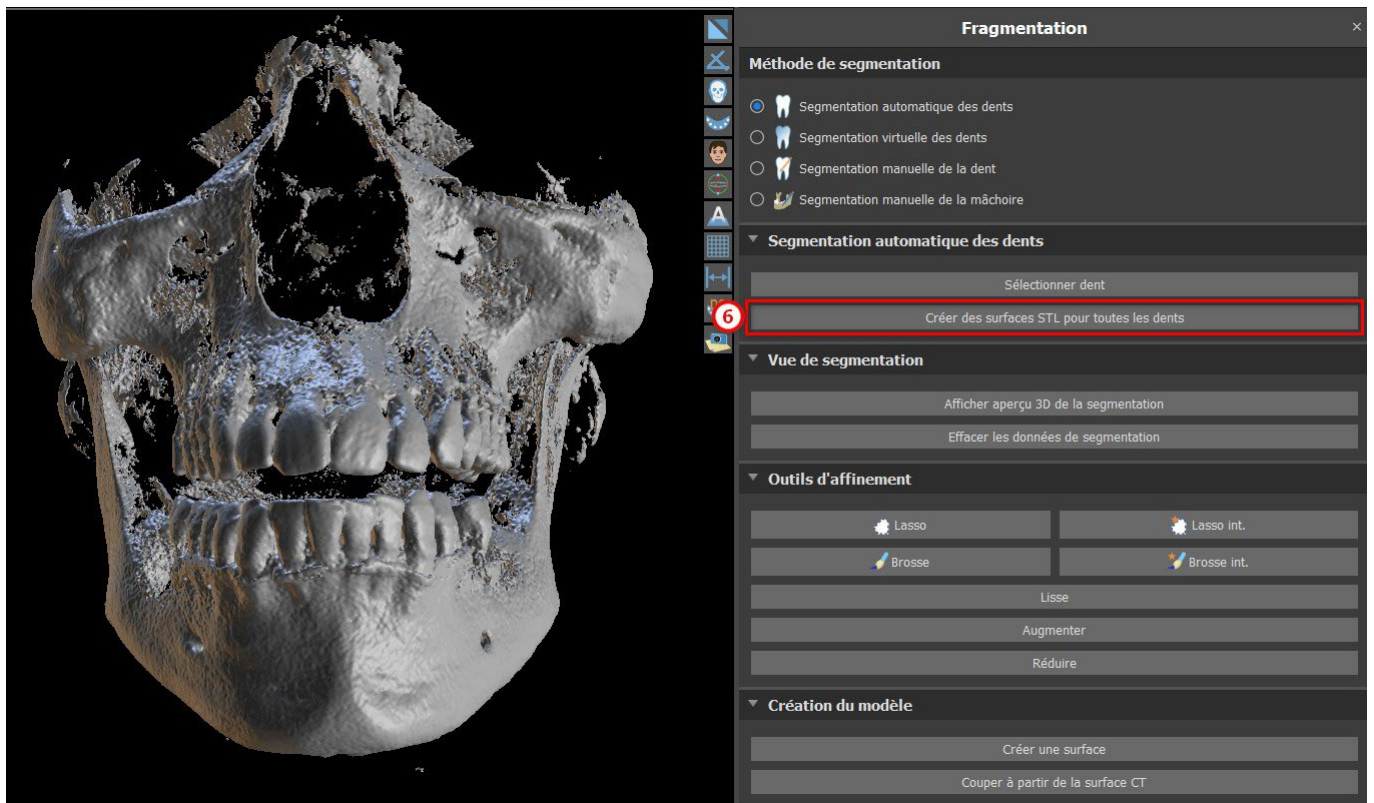 Fragmentation ×
Méthode de segmentation
Segmentation automatique des dents
Segmentation virtuelle des dents
Segmentation manuelle de la dent
Segmentation manuelle de la mâchoire
Segmentation automatique des dents
Sélectionner dent
6 Créer des surfaces STL pour toutes les dents
Vue de segmentation
Afficher aperçu 3D de la segmentation
Effacer les données de segmentation
Outils d'affinement
Lasso Lasso int.
Brosse Brosse int.
Lisse
Augmenter
Réduire
Création du modèle
Créer une surface
Couper à partir de la surface CT